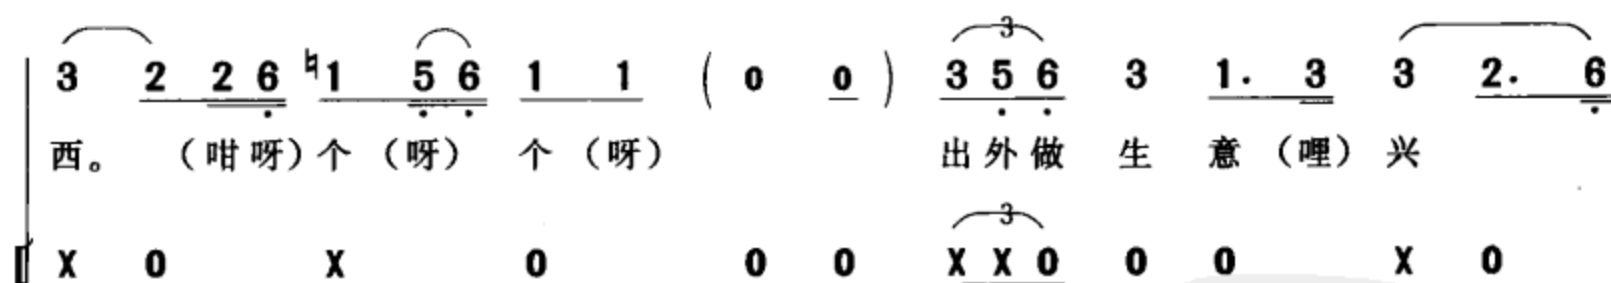 3 2 2 6 ♮1 5 6 1 1 ( 0 0 ) 3 5 6 3 1. 3 3 2. 6
西。（咁呀）个（呀） 个（呀） 出外做 生 意（哩）兴
3
X 0 X 0 0 0 X X 0 0 0 X 0